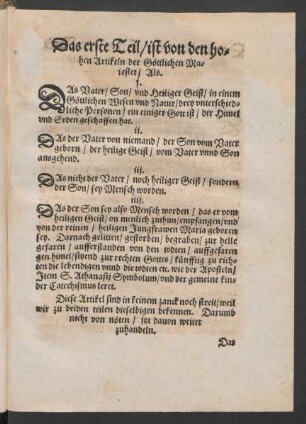 Das erste Teil / ist von den ho-
hen Artikeln der Göttlichen Ma-
iestet / Als.
i.
DAs Vater / Son / vnd Heiliger Geist / in einem
Göttlichen Wesen vnd Natur / drey vnterschied-
dliche Personen / ein einiger Gott ist / der Himel
vnd Erden geschaffen hat.
ii.
DAs der Vater von niemand / der Son vom Vater
geborn / der heilige Geist / vom Vater vnnd Son
ausgehend.
iij.
DAs nicht der Vater / noch heiliger Geist / sondern
der Son / sey Mensch worden.
iiij.
DAs der Son sey also Mensch worden / das er vom
heiligen Geist / on menlich zuthun / empfangen / vnd
von der reinen / heiligen Jungfrawen Maria geboren
sey. Darnach gelitten / gestorben / begraben / zur helle
gefaren / aufferstanden von den todten / auffgefaren
gen himel / sitzend zur rechten Gottes / künfftig zu rich-
ten die lebendigen vnnd die todten etc. wie der Aposteln /
Item S. Athanasij Symbolum / vnd der gemeine kin-
der Catechismus leret.
Diese Artikel sind in keinem zanck noch streit / weil
wir zu beiden teilen dieselbigen bekennen. Darumb
nicht von nöten / itzt dauon weiter
zuhandeln.
Das